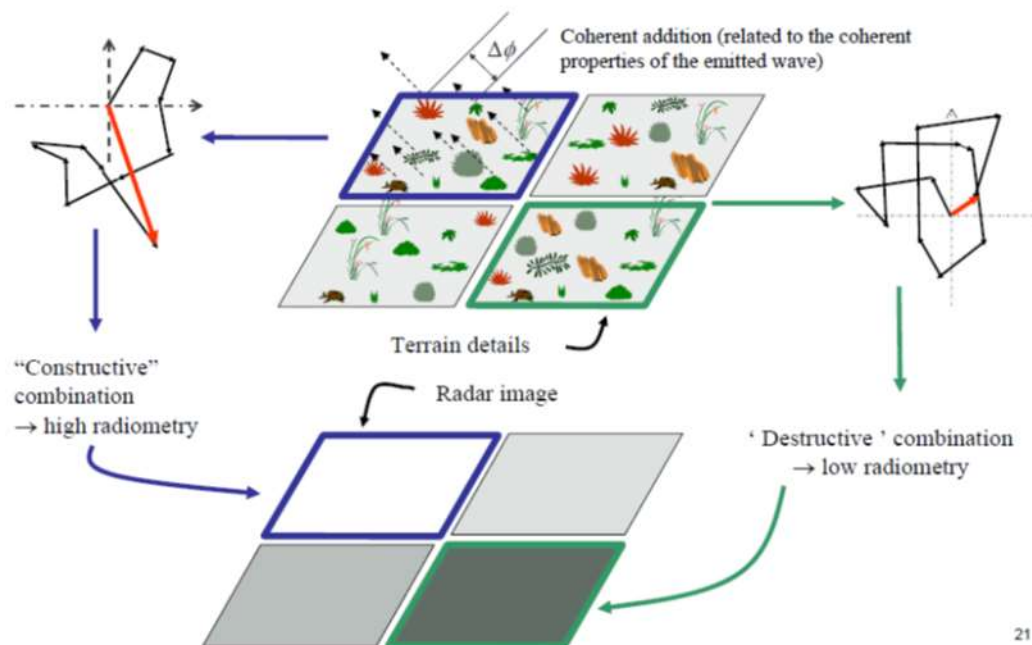 Δϕ
Coherent addition (related to the coherent
properties of the emitted wave)
Terrain details
“Constructive”
combination
→ high radiometry
Radar image
‘ Destructive ’ combination
→ low radiometry
21